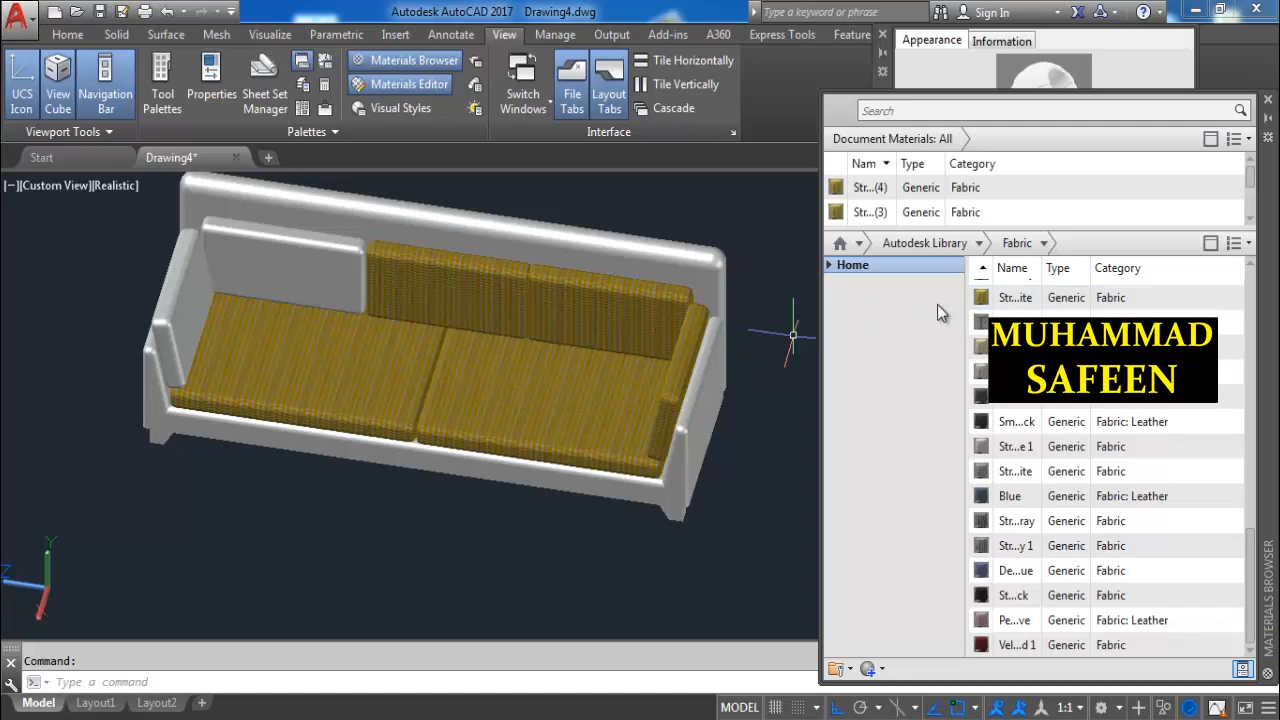 Autodesk AutoCAD 2017 Drawing4.dwg
Type a keyword or phrase
Sign In
Home Solid Surface Mesh Visualize Parametric Insert Annotate View Manage Output Add-ins A360 Express Tools Feature
Appearance Information
UCS Icon
View Cube
Navigation Bar
Viewport Tools
Tool Palettes
Properties
Sheet Set Manager
Materials Browser
Materials Editor
Visual Styles
Palettes
Switch Windows
File Tabs
Layout Tabs
Tile Horizontally
Tile Vertically
Cascade
Interface
Start Drawing4*
[−][Custom View][Realistic]
Search
Document Materials: All
Nam Type Category
Str...(4) Generic Fabric
Str...(3) Generic Fabric
Autodesk Library Fabric
Home
Name Type Category
Str...ite Generic Fabric
MUHAMMAD
SAFEEN
Sm...ck Generic Fabric: Leather
Str...e 1 Generic Fabric
Str...ite Generic Fabric
Blue Generic Fabric: Leather
Str...ray Generic Fabric
Str...y 1 Generic Fabric
De...ue Generic Fabric
St...ck Generic Fabric
Pe...ve Generic Fabric: Leather
Vel...d 1 Generic Fabric
MATERIALS BROWSER
Y
Z
X
Command:
Type a command
Model Layout1 Layout2
MODEL
1:1